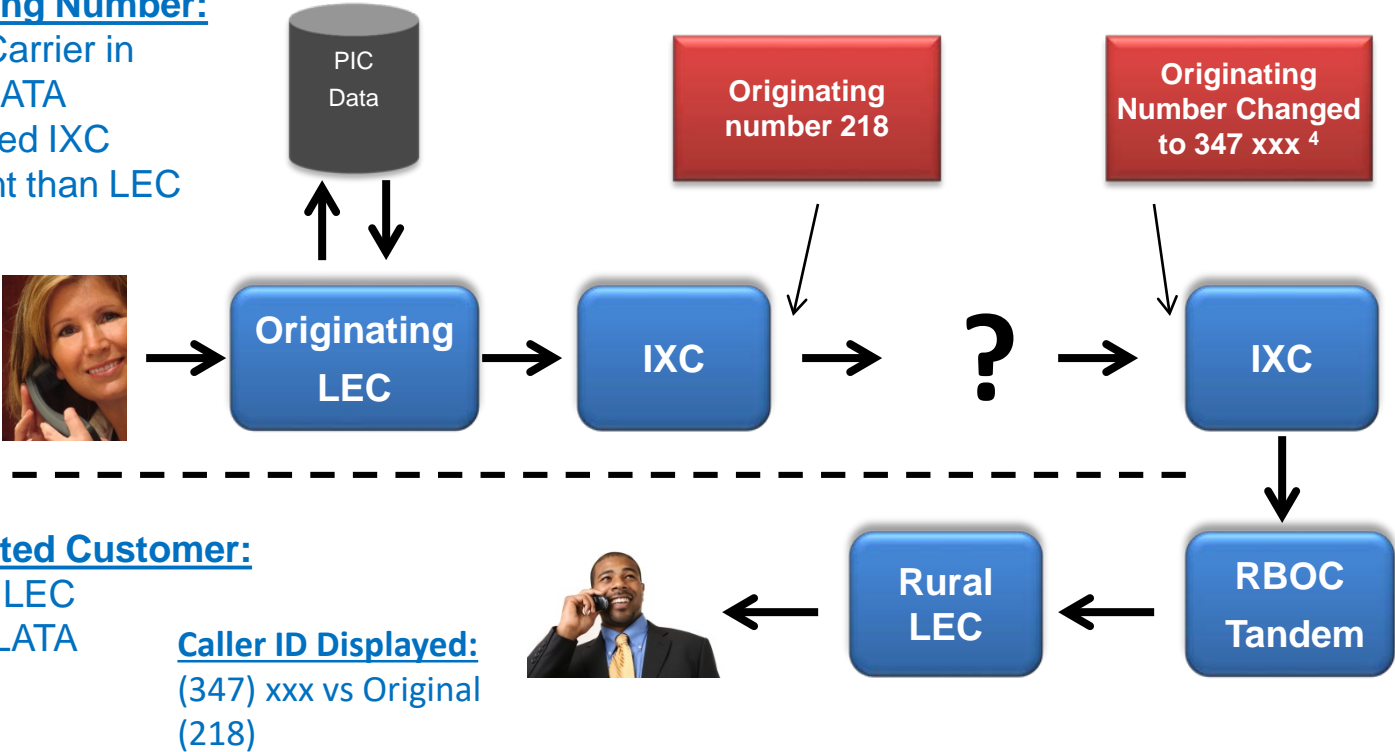 ng Number:
Carrier in
ATA
ed IXC
nt than LEC
PIC
Data
Originating
number 218
Originating
Number Changed
to 347 xxx 4
Originating
LEC
IXC
?
IXC
ted Customer:
LEC
LATA
Caller ID Displayed:
(347) xxx vs Original
(218)
Rural
LEC
RBOC
Tandem